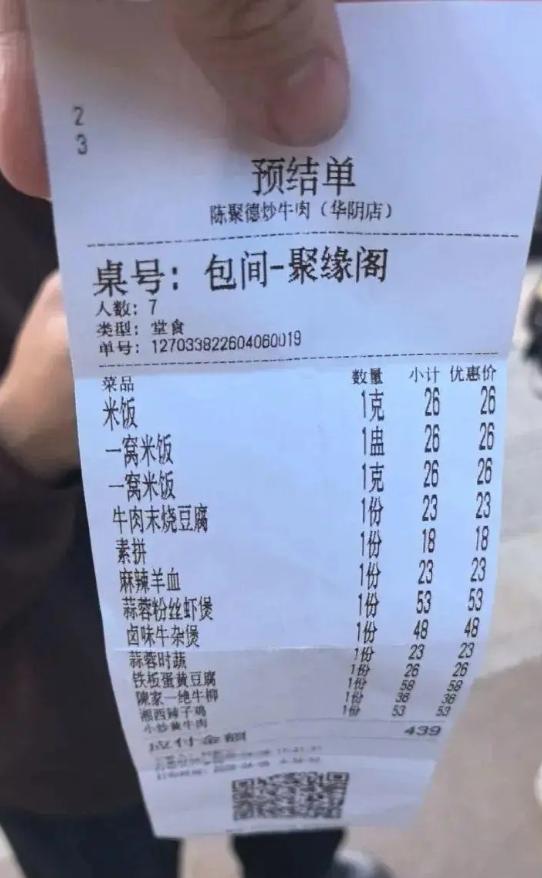 2
3
预结单
陈聚德炒牛肉（华阴店）
桌号：包间-聚缘阁
人数：7
类型：堂食
单号：127033822604060019
菜品 数量 小计 优惠价
米饭 1克 26 26
一窝米饭 1盅 26 26
一窝米饭 1克 26 26
牛肉末烧豆腐 1份 23 23
素拼 1份 18 18
麻辣羊血 1份 23 23
蒜蓉粉丝虾煲 1份 53 53
卤味牛杂煲 1份 48 48
蒜蓉时蔬 1份 23 23
铁板蛋黄豆腐 1份 26 26
陳家一绝牛柳 1份 58 58
湘西辣子鸡 1份 36 36
小炒黄牛肉 1份 53 53
应付金额 439